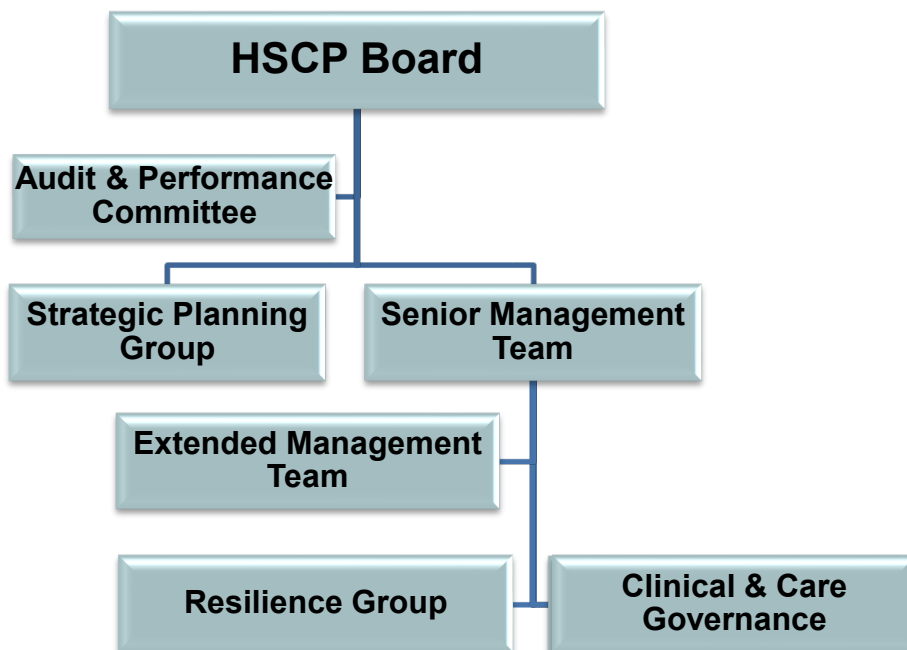 HSCP Board
Audit & Performance
Committee
Strategic Planning
Group
Senior Management
Team
Extended Management
Team
Resilience Group
Clinical & Care
Governance